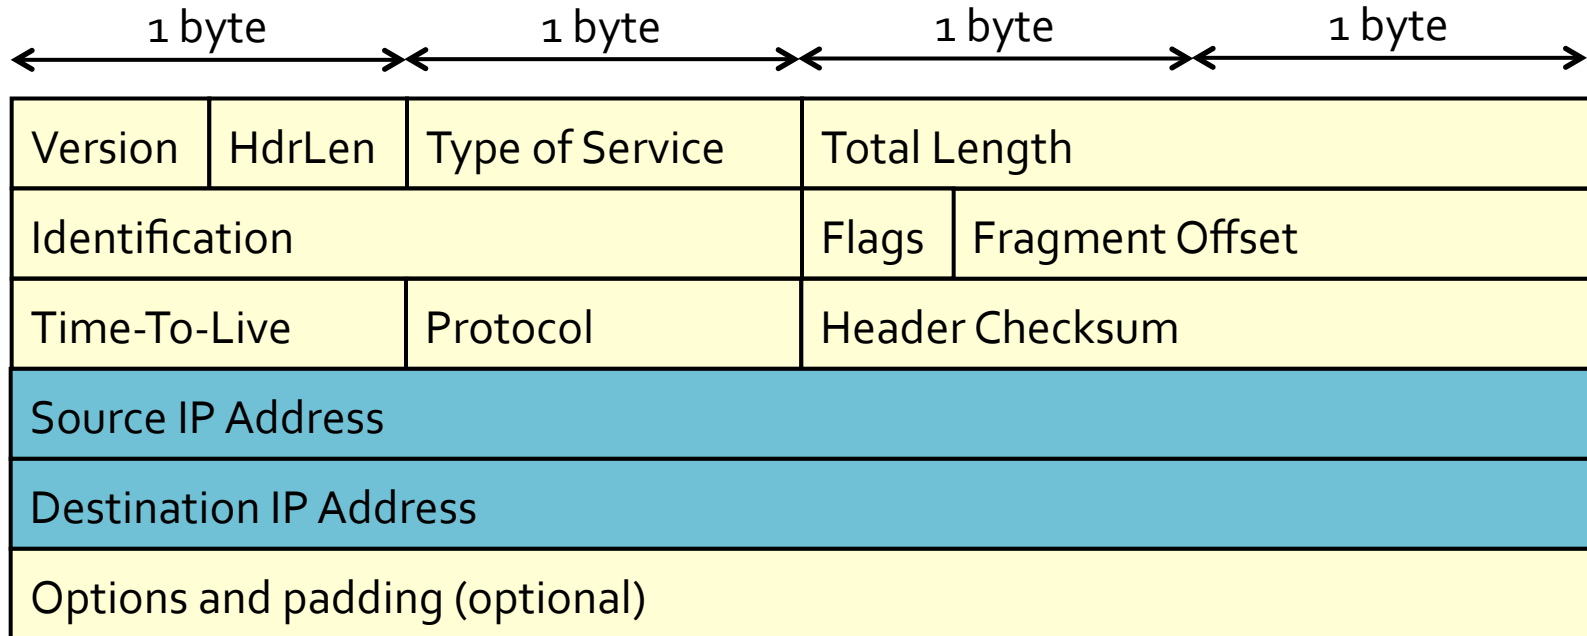 1 byte 1 byte 1 byte 1 byte
Version HdrLen Type of Service Total Length
Identification Flags Fragment Offset
Time-To-Live Protocol Header Checksum
Source IP Address
Destination IP Address
Options and padding (optional)